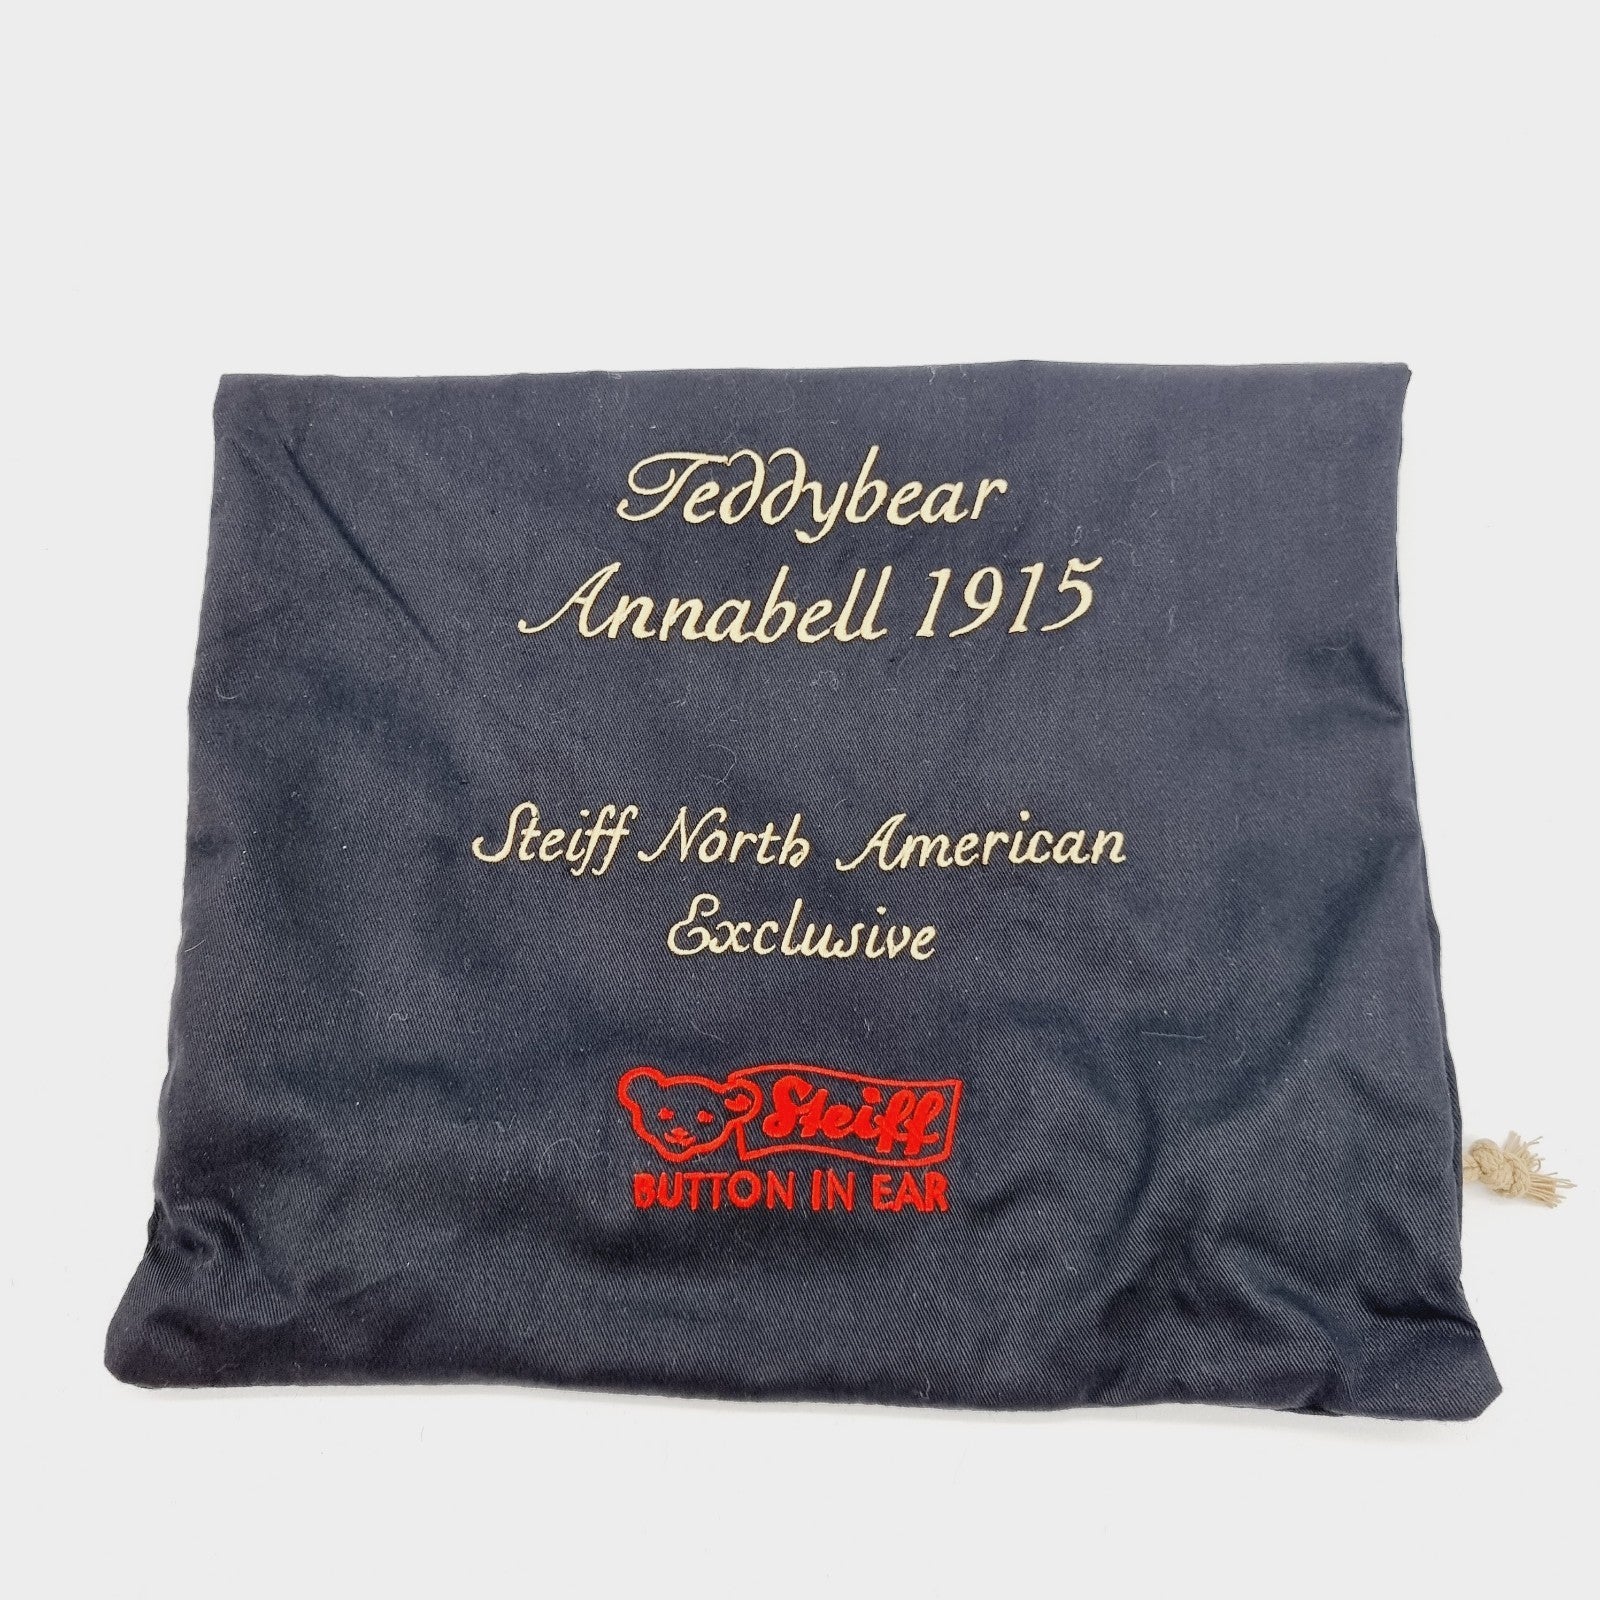 Teddybear
Annabell 1915
Steiff North American
Exclusive
Steiff
BUTTON IN EAR